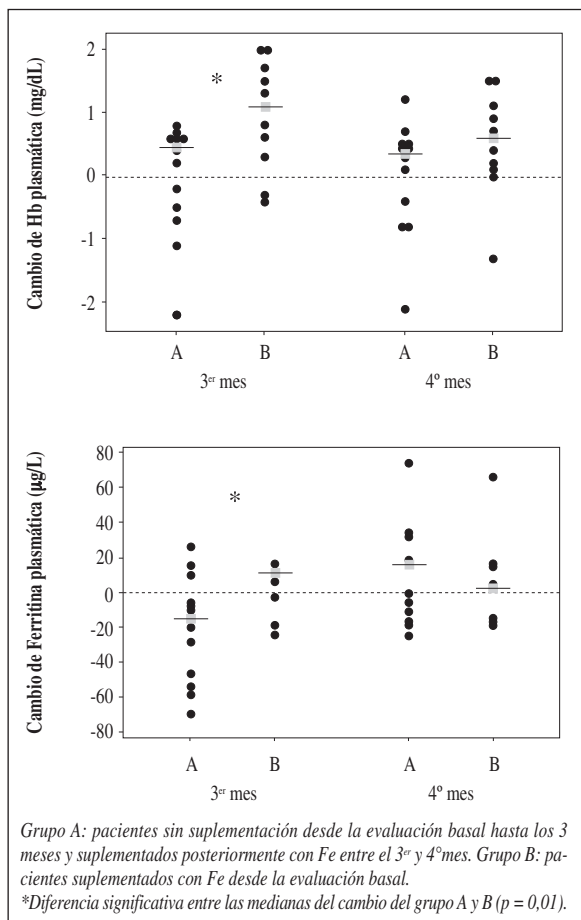 Cambio de Hb plasmática (mg/dL)
2
1
0
-1
-2
*
A
B
A
B
3er mes
4º mes
Cambio de Ferritina plasmática (µg/L)
80
60
40
20
0
-20
-40
-60
-80
*
A
B
A
B
3er mes
4º mes
Grupo A: pacientes sin suplementación desde la evaluación basal hasta los 3
meses y suplementados posteriormente con Fe entre el 3er y 4°mes. Grupo B: pa-
cientes suplementados con Fe desde la evaluación basal.
*Diferencia significativa entre las medianas del cambio del grupo A y B (p = 0,01).